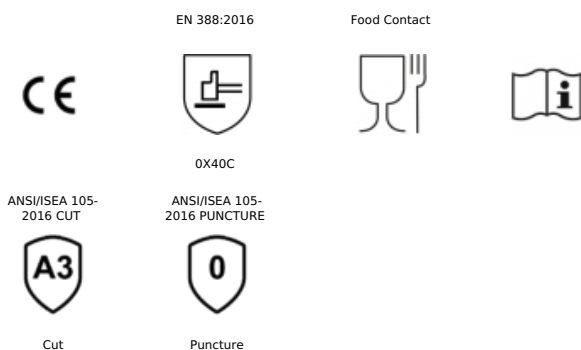 EN 388:2016
Food Contact
CE
i
0X40C
ANSI/ISEA 105-
2016 CUT
ANSI/ISEA 105-
2016 PUNCTURE
A3
0
Cut
Puncture